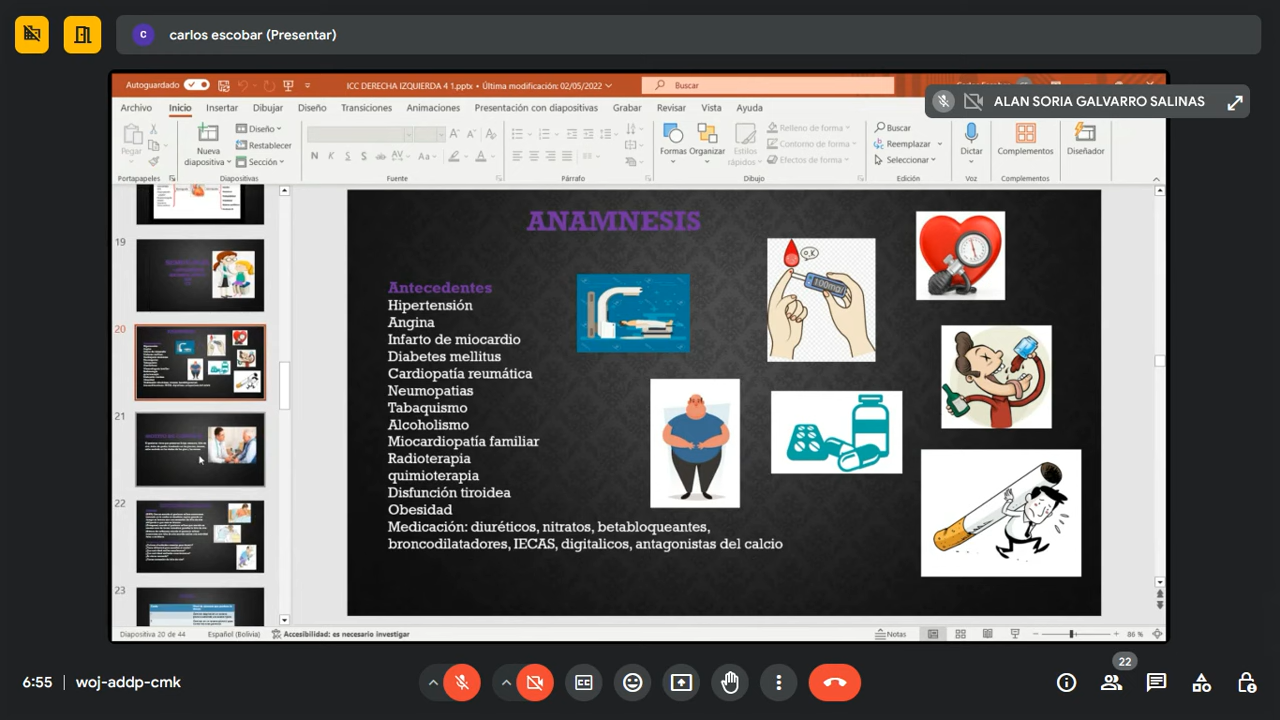 C carlos escobar (Presentar)
Autoguardado
ICC DERECHA IZQUIERDA 4 1.pptx • Última modificación: 02/05/2022
Buscar
ALAN SORIA GALVARRO SALINAS
Archivo Inicio Insertar Dibujar Diseño Transiciones Animaciones Presentación con diapositivas Grabar Revisar Vista Ayuda
Pegar
Nueva diapositiva
Diseño
Restablecer
Sección
N K S ab AV Aa A A A
Formas
Organizar
Estilos rápidos
Relleno de forma
Contorno de forma
Efectos de forma
Buscar
Reemplazar
Seleccionar
Dictar
Complementos
Diseñador
Portapapeles Diapositivas Fuente Párrafo Dibujo Edición Voz Complementos
19
20
21
22
23
ANAMNESIS
Antecedentes
Hipertensión
Angina
Infarto de miocardio
Diabetes mellitus
Cardiopatía reumática
Neumopatias
Tabaquismo
Alcoholismo
Miocardiopatía familiar
Radioterapia
quimioterapia
Disfunción tiroidea
Obesidad
Medicación: diuréticos, nitratos, betabloqueantes,
broncodilatadores, IECAS, digitalicos, antagonistas del calcio
O.K
Diapositiva 20 de 44 Español (Bolivia) Accesibilidad: es necesario investigar Notas 86 %
6:55 woj-addp-cmk
22